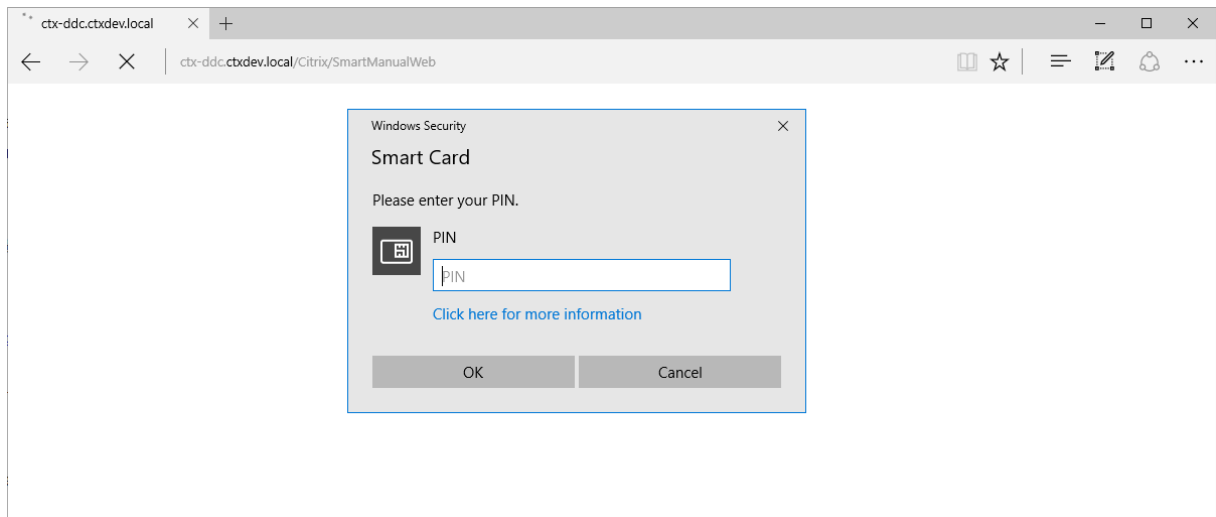 ctx-ddc.ctxdev.local
ctx-ddc.ctxdev.local/Citrix/SmartManualWeb
Windows Security
Smart Card
Please enter your PIN.
PIN
PIN
Click here for more information
OK Cancel